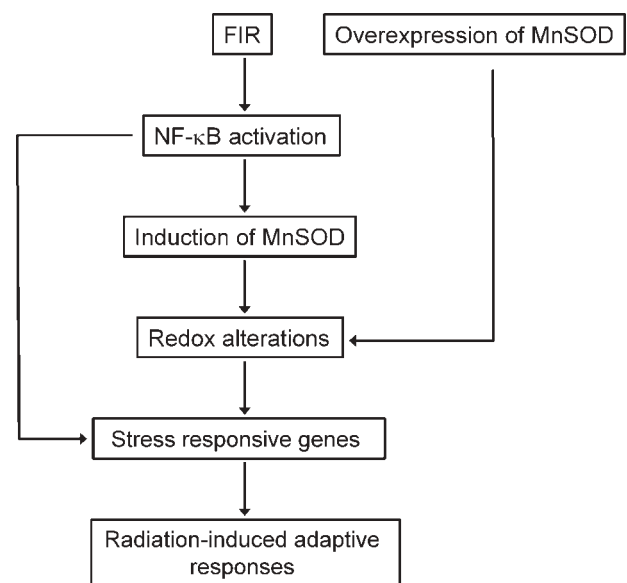 FIR
Overexpression of MnSOD
NF-κB activation
Induction of MnSOD
Redox alterations
Stress responsive genes
Radiation-induced adaptive
responses